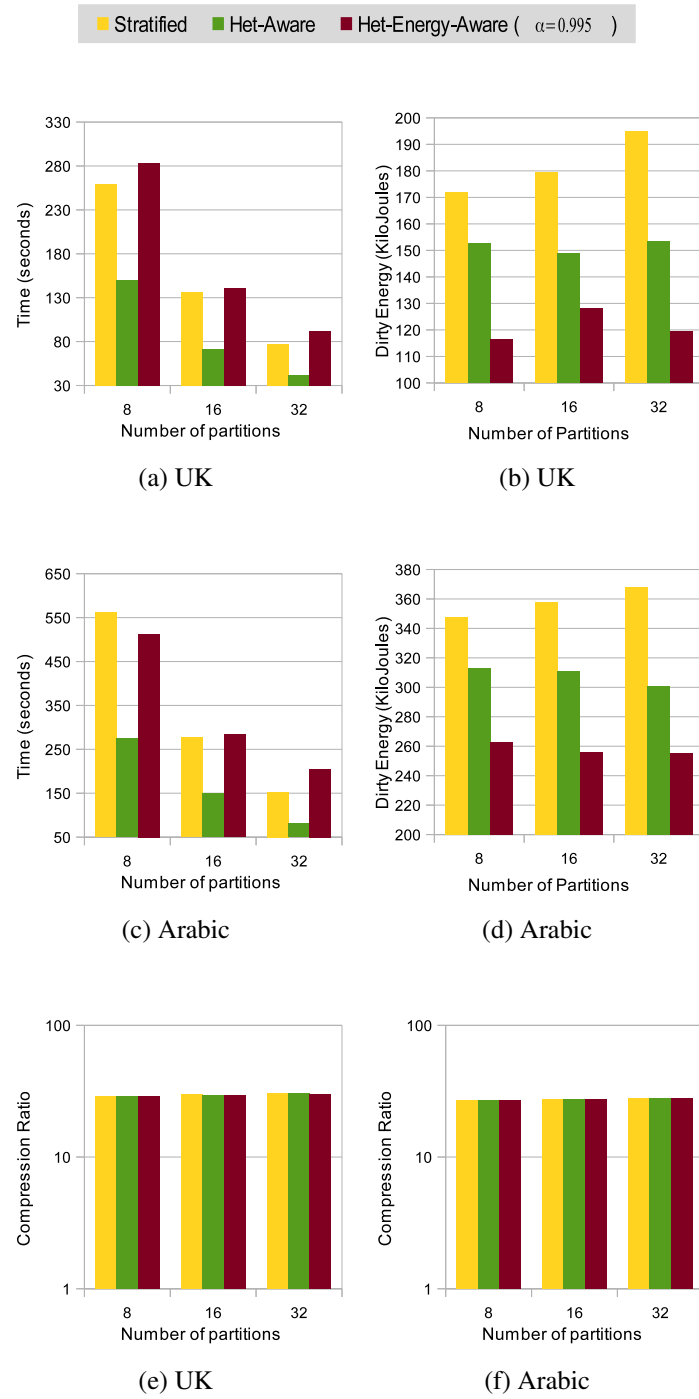 Stratified Het-Aware Het-Energy-Aware ( α=0.995 )
330
280
230
180
130
80
30
Time (seconds)
8 16 32
Number of partitions
(a) UK
200
190
180
170
160
150
140
130
120
110
100
Dirty Energy (KiloJoules)
8 16 32
Number of Partitions
(b) UK
650
550
450
350
250
150
50
Time (seconds)
8 16 32
Number of partitions
(c) Arabic
380
360
340
320
300
280
260
240
220
200
Dirty Energy (KiloJoules)
8 16 32
Number of Partitions
(d) Arabic
100
10
1
Compression Ratio
8 16 32
Number of partitions
(e) UK
100
10
1
Compression Ratio
8 16 32
Number of partitions
(f) Arabic